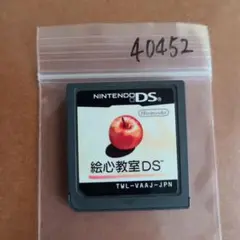 40452
NINTENDO DS
Nintendo
絵心教室DS
TWL-VAAJ-JPN